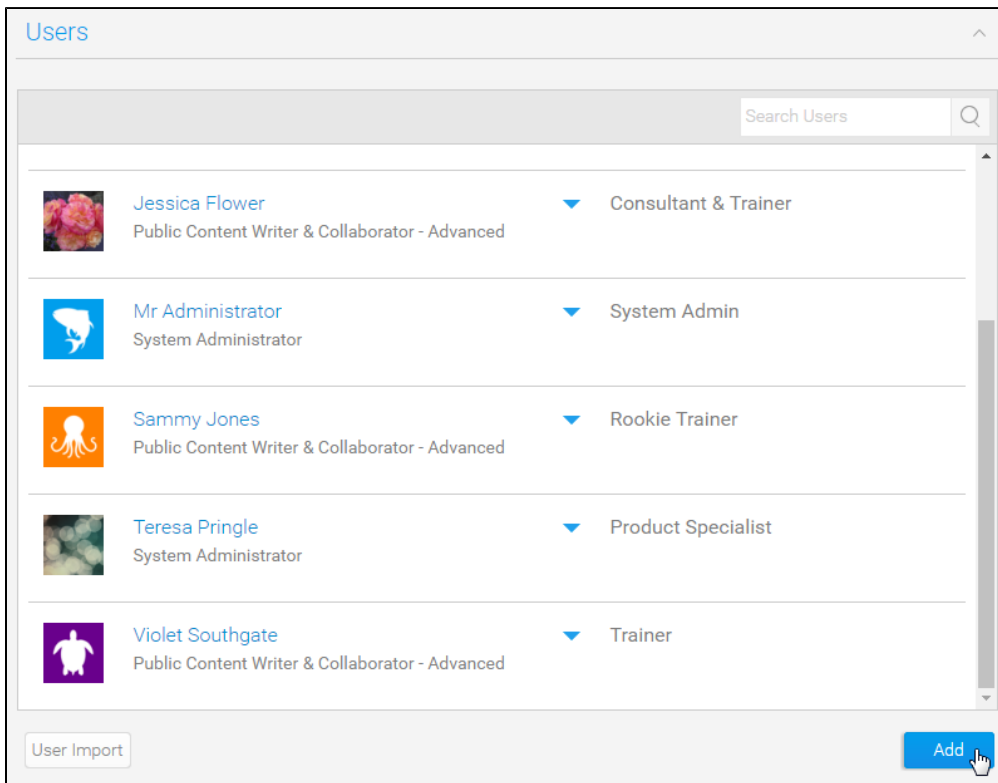 Users
Search Users
Jessica Flower
Consultant & Trainer
Public Content Writer & Collaborator - Advanced
Mr Administrator
System Admin
System Administrator
Sammy Jones
Rookie Trainer
Public Content Writer & Collaborator - Advanced
Teresa Pringle
Product Specialist
System Administrator
Violet Southgate
Trainer
Public Content Writer & Collaborator - Advanced
User Import
Add